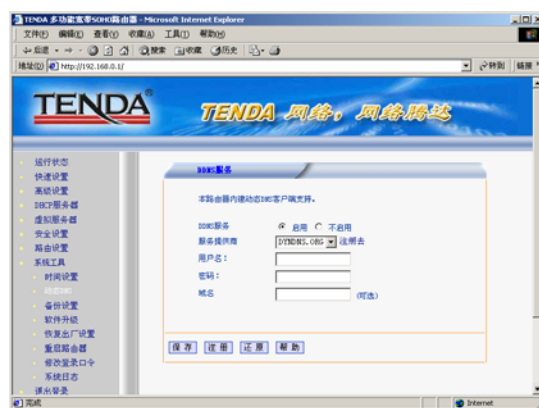 TENDA 多功能宽带SOHO路由器 - Microsoft Internet Explorer
文件(F) 编辑(E) 查看(V) 收藏(A) 工具(T) 帮助(H)
后退 搜索 收藏 历史
地址(D) http://192.168.0.1/ 转到 链接
TENDA®
TENDA 网络，网络腾达
运行状态
快速设置
高级设置
DHCP服务器
虚拟服务器
安全设置
路由设置
系统工具
时间设置
动态DNS
备份设置
软件升级
恢复出厂设置
重启路由器
修改登录口令
系统日志
退出登录
DDNS服务
本路由器内建动态DNS客户端支持。
DDNS服务 启用 不启用
服务提供商 DYNDNS.ORG 注册去
用户名：
密码：
域名 (可选)
保存 注册 还原 帮助
完成 Internet